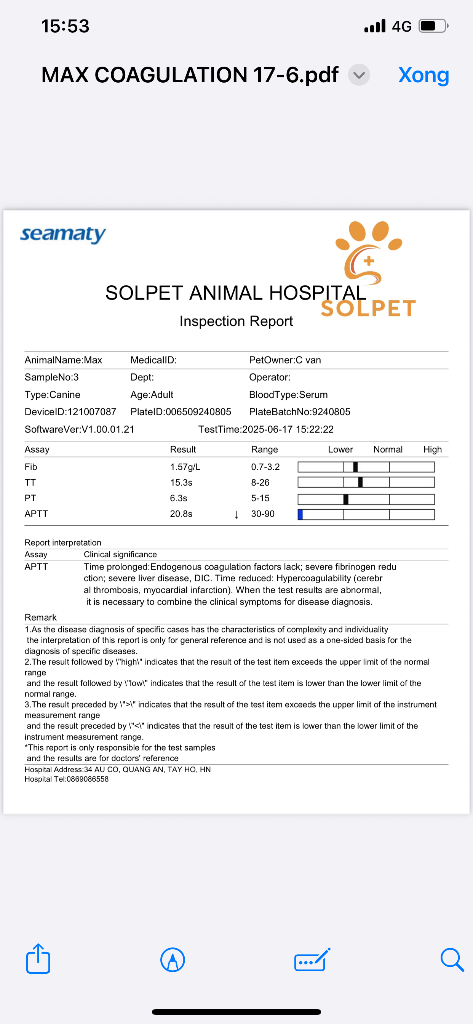 15:53
4G
MAX COAGULATION 17-6.pdf
Xong
seamaty
SOLPET ANIMAL HOSPITAL
SOLPET
Inspection Report
AnimalName:Max MedicalID: PetOwner:C van
SampleNo:3 Dept: Operator:
Type:Canine Age:Adult BloodType:Serum
DeviceID:121007087 PlateID:006509240805 PlateBatchNo:9240805
SoftwareVer:V1.00.01.21 TestTime:2025-06-17 15:22:22
Assay Result Range Lower Normal High
Fib 1.57g/L 0.7-3.2
TT 15.3s 8-26
PT 6.3s 5-15
APTT 20.8s ↓ 30-90
Report interpretation
Assay Clinical significance
APTT Time prolonged:Endogenous coagulation factors lack; severe fibrinogen redu
ction; severe liver disease, DIC. Time reduced: Hypercoagulability (cerebr
al thrombosis, myocardial infarction). When the test results are abnormal,
it is necessary to combine the clinical symptoms for disease diagnosis.
Remark
1.As the disease diagnosis of specific cases has the characteristics of complexity and individuality
the interpretation of this report is only for general reference and is not used as a one-sided basis for the
diagnosis of specific diseases.
2.The result followed by \"high\" indicates that the result of the test item exceeds the upper limit of the normal
range
and the result followed by \"low\" indicates that the result of the test item is lower than the lower limit of the
normal range.
3.The result preceded by \">\" indicates that the result of the test item exceeds the upper limit of the instrument
measurement range
and the result preceded by \"<\" indicates that the result of the test item is lower than the lower limit of the
instrument measurement range.
*This report is only responsible for the test samples
and the results are for doctors' reference
Hospital Address:34 AU CO, QUANG AN, TAY HO, HN
Hospital Tel:0869086558